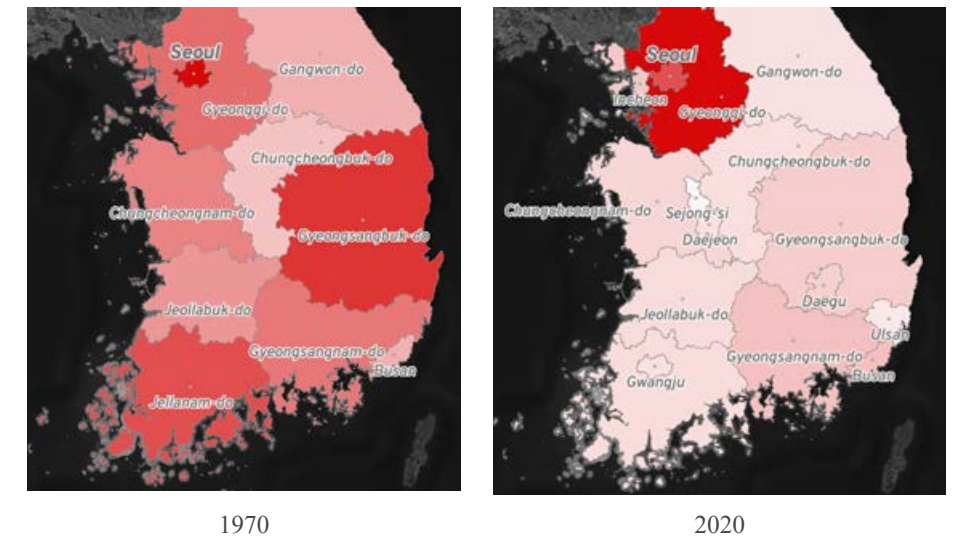 Seoul
Gangwon-do
Gyeonggi-do
Chungcheongbuk-do
Chungcheongnam-do
Gyeongsangbuk-do
Jeollabuk-do
Gyeongsangnam-do
Busan
Jellanam-do
1970
Seoul
Gangwon-do
Incheon
Gyeonggi-do
Chungcheongbuk-do
Chungcheongnam-do
Sejong-si
Daejeon
Gyeongsangbuk-do
Daegu
Jeollabuk-do
Ulsan
Gyeongsangnam-do
Busan
Gwangju
2020